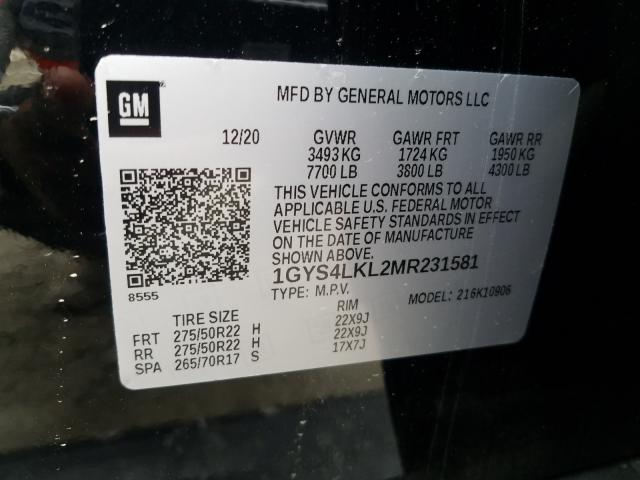 GM
MFD BY GENERAL MOTORS LLC
12/20 GVWR GAWR FRT GAWR RR
3493 KG 1724 KG 1950 KG
7700 LB 3800 LB 4300 LB
THIS VEHICLE CONFORMS TO ALL
APPLICABLE U.S. FEDERAL MOTOR
VEHICLE SAFETY STANDARDS IN EFFECT
ON THE DATE OF MANUFACTURE
SHOWN ABOVE.
1GYS4LKL2MR231581
8555 TYPE: M.P.V. MODEL: 216K10906
TIRE SIZE RIM
FRT 275/50R22 H 22X9J
RR 275/50R22 H 22X9J
SPA 265/70R17 S 17X7J